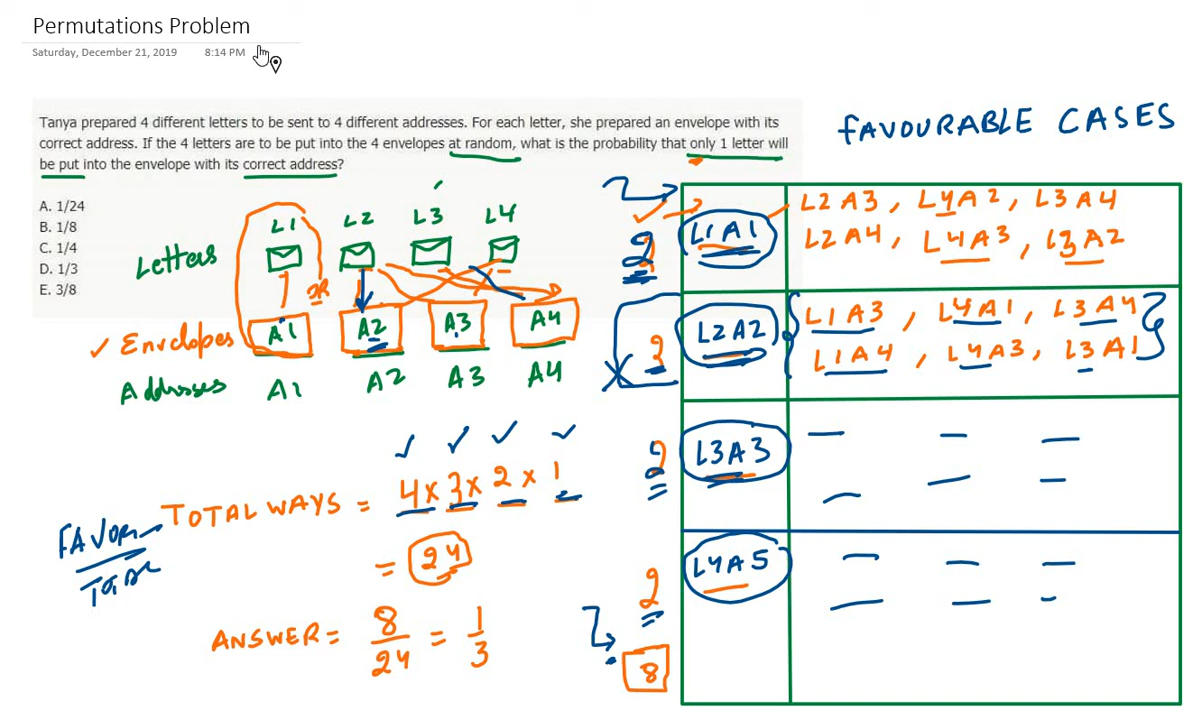 Permutations Problem
Saturday, December 21, 2019 8:14 PM
Tanya prepared 4 different letters to be sent to 4 different addresses. For each letter, she prepared an envelope with its
correct address. If the 4 letters are to be put into the 4 envelopes at random, what is the probability that only 1 letter will
be put into the envelope with its correct address?
A. 1/24
B. 1/8
C. 1/4
D. 1/3
E. 3/8
L1 L2 L3 L4
Letters
OR
✓ Envelopes A1 A2 A3 A4
Addresses A1 A2 A3 A4
TOTAL WAYS = 4 x 3 x 2 x 1
= 24
FAVOR
ANSWER = 8/24 = 1/3
FAVOURABLE CASES
2 L1A1 L2A3, L4A2, L3A4
L2A4, L4A3, L3A2
L2A2 L1A3, L4A1, L3A4
L1A4, L4A3, L3A1
2 L3A3
2 L4A5
8